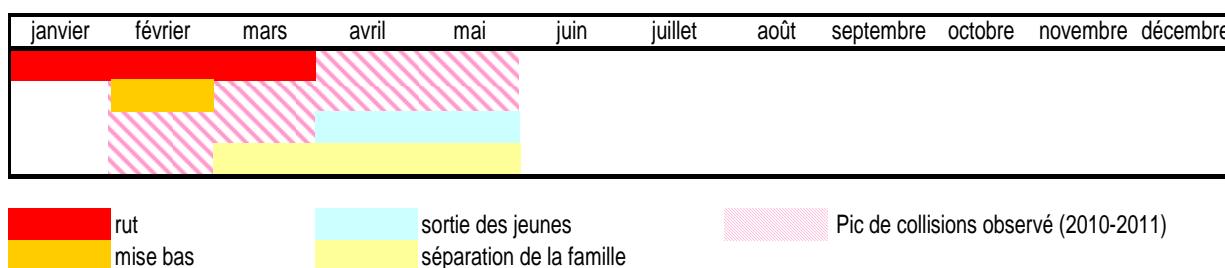 janvier février mars avril mai juin juillet août septembre octobre novembre décembre
rut sortie des jeunes Pic de collisions observé (2010-2011)
mise bas séparation de la famille